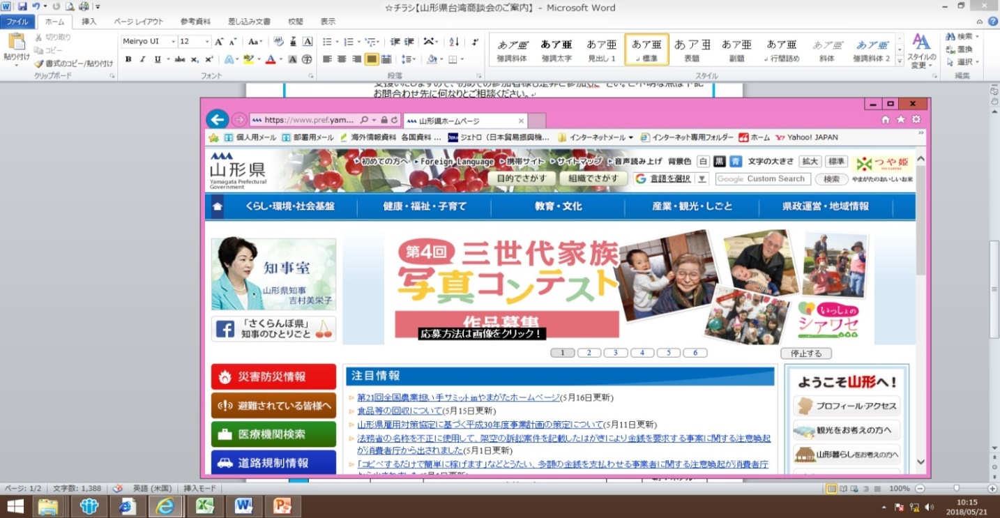 ☆チラシ【山形県台湾商談会のご案内】 - Microsoft Word
ファイル ホーム 挿入 ページ レイアウト 参考資料 差し込み文書 校閲 表示
切り取り
コピー
書式のコピー/貼り付け
貼り付け
クリップボード
Meiryo UI 12
フォント
段落
あア亜 あア亜 あア亜 あア亜 あア亜 あア亜 あア亜 あア亜 あア亜
強調斜体 強調太字 見出し 1 標準 表題 副題 行間詰め 斜体 強調斜体 2
スタイルの変更
スタイル
検索
置換
選択
編集
お問合わせ先に何なりとご相談ください。
https://www.pref.yam...
山形県ホームページ
個人用メール 部署用メール 海外情報資料 各国資料 ... ジェトロ（日本貿易振興機... インターネットメール インターネット専用フォルダー ホーム Yahoo! JAPAN
山形県
Yamagata Prefectural
Government
初めての方へ Foreign Language 携帯サイト サイトマップ 音声読み上げ 背景色 白 黒 青 文字の大きさ 拡大 標準
目的でさがす 組織でさがす 言語を選択 Google Custom Search 検索
つや姫
やまがたのおいしいお米
くらし・環境・社会基盤 健康・福祉・子育て 教育・文化 産業・観光・しごと 県政運営・地域情報
知事室
山形県知事
吉村美栄子
「さくらんぼ県」
知事のひとりごと
第4回 三世代家族
写真コンテスト
作品募集
応募方法は画像をクリック！
いっしょの
シアワセ
1 2 3 4 5 6 停止する
災害防災情報
避難されている皆様へ
医療機関検索
道路規制情報
注目情報
第21回全国農業担い手サミットinやまがたホームページ(5月16日更新)
食品等の回収について(5月15日更新)
山形県雇用対策協定に基づく平成30年度事業計画の策定について(5月11日更新)
法務省の名称を不正に使用して、架空の訴訟案件を記載したはがきにより金銭を要求する事案に関する注意喚起
が消費者庁から出されました(5月1日更新)
「コピペするだけで簡単に稼げます」などとうたい、多額の金銭を支払わせる事業者に関する注意喚起が消費者庁
ようこそ山形へ！
プロフィール・アクセス
観光をお考えの方へ
山形暮らしをお考えの方へ
ページ: 1/2 文字数: 1,388 英語 (米国) 挿入モード 100%
10:15
2018/05/21